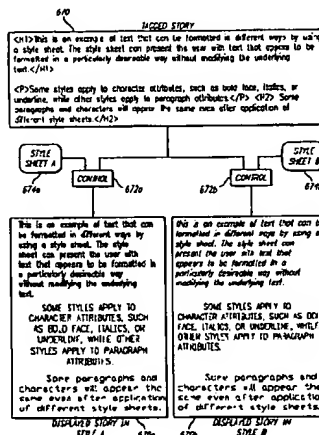 670
TAGGED STORY
<H1>This is an example of text that can be formatted in different ways by using
a style sheet. The style sheet can present the user with text that appears to be
formatted in a particularly desirable way without modifying the underlying
text.</H1>
<P>Some styles apply to character attributes, such as bold face, italics, or
underline, while other styles apply to paragraph attributes.</P> <H2> Some
paragraphs and characters will appear the same even after application of
different style sheets.</H2>
STYLE
SHEET A
STYLE
SHEET B
CONTROL
CONTROL
674a
672a
672b
674b
This is an example of text that can
be formatted in different ways by
using a style sheet. The style
sheet can present the user with
text that appears to be formatted in
a particularly desirable way
without modifying the underlying
text.
SOME STYLES APPLY TO
CHARACTER ATTRIBUTES, SUCH
AS BOLD FACE, ITALICS, OR
UNDERLINE, WHILE OTHER
STYLES APPLY TO PARAGRAPH
ATTRIBUTES.
Some paragraphs and
characters will appear the
same even after application
of different style sheets.
DISPLAYED STORY IN
STYLE A
676a
This is an example of text that can be
formatted in different ways by using a
style sheet. The style sheet can
present the user with text that
appears to be formatted in a
particularly desirable way without
modifying the underlying text.
SOME STYLES APPLY TO
CHARACTER ATTRIBUTES, SUCH AS BOLD
FACE, ITALICS, OR UNDERLINE, WHILE
OTHER STYLES APPLY TO PARAGRAPH
ATTRIBUTES.
Some paragraphs and
characters will appear the
same even after application
of different style sheets.
DISPLAYED STORY IN
STYLE B